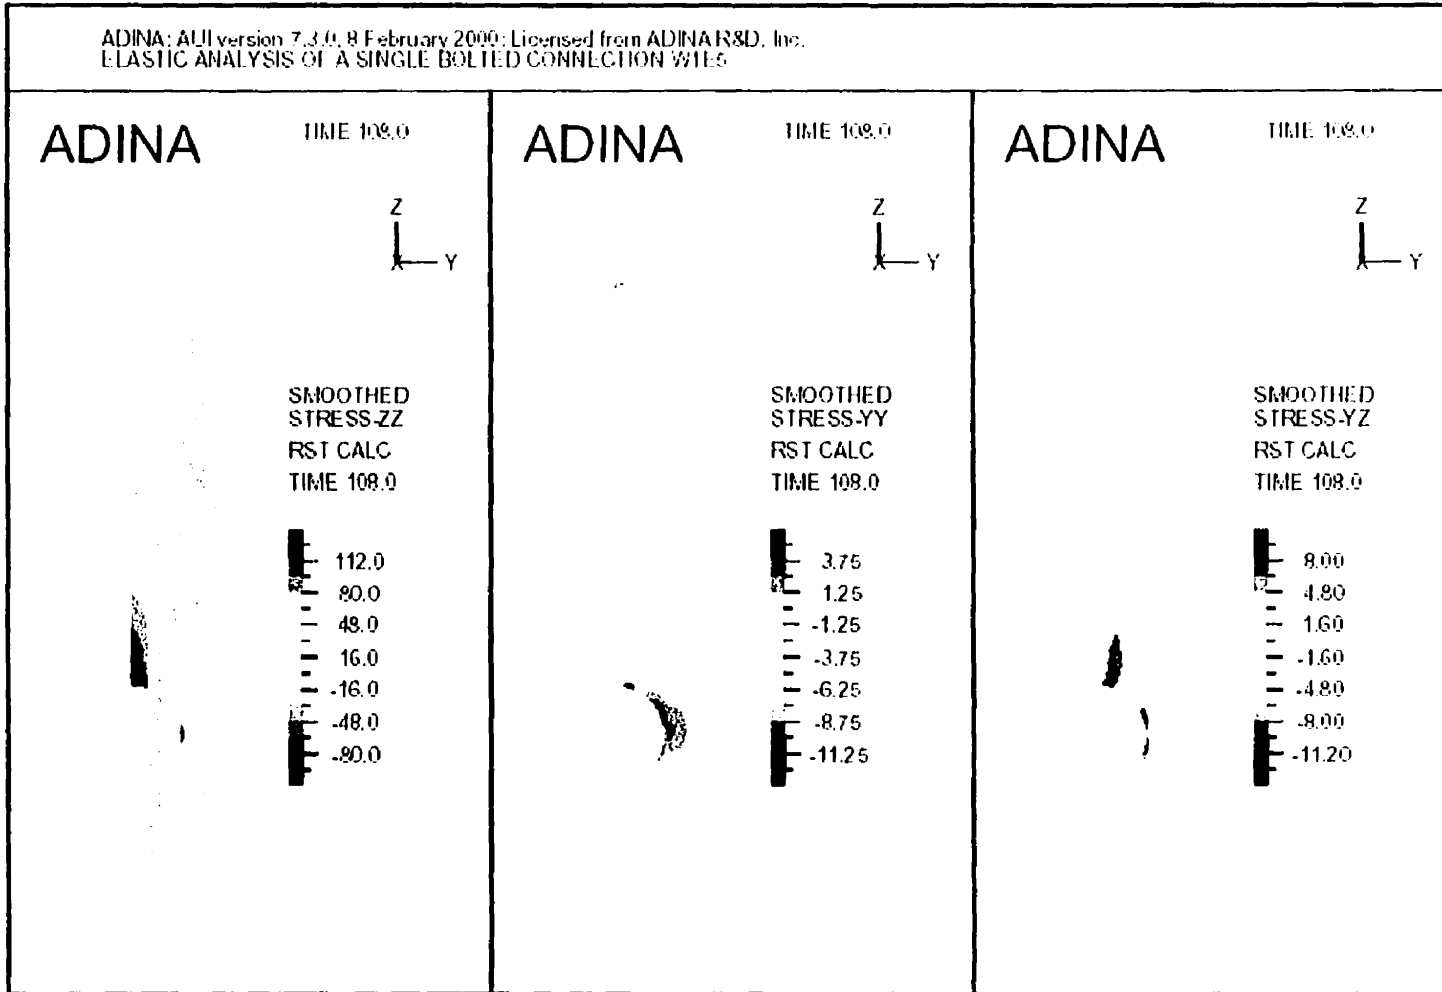 ADINA: AUI version 7.3.0, 8 February 2000: Licensed from ADINA R&D, Inc.
ELASTIC ANALYSIS OF A SINGLE BOLTED CONNECTION W1E5
ADINA
TIME 108.0
Z
X
Y
SMOOTHED
STRESS-ZZ
RST CALC
TIME 108.0
112.0
80.0
48.0
16.0
-16.0
-48.0
-80.0
ADINA
TIME 108.0
Z
X
Y
SMOOTHED
STRESS-YY
RST CALC
TIME 108.0
3.75
1.25
-1.25
-3.75
-6.25
-8.75
-11.25
ADINA
TIME 108.0
Z
X
Y
SMOOTHED
STRESS-YZ
RST CALC
TIME 108.0
8.00
4.80
1.60
-1.60
-4.80
-8.00
-11.20